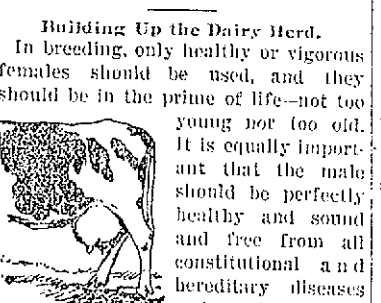 Building Up the Dairy Herd.
In breeding, only healthy or vigorous
females should be used, and they
should be in the prime of life—not too
young nor too old.
It is equally import-
ant that the male
should be perfectly
healthy and sound
and free from all
constitutional and
hereditary diseases